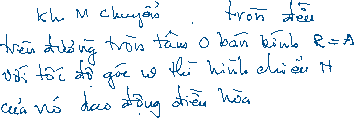 Khi M chuyển động tròn đều
trên đường tròn tâm O bán kính R = A
với tốc độ góc w thì hình chiếu H
của nó dao động điều hòa